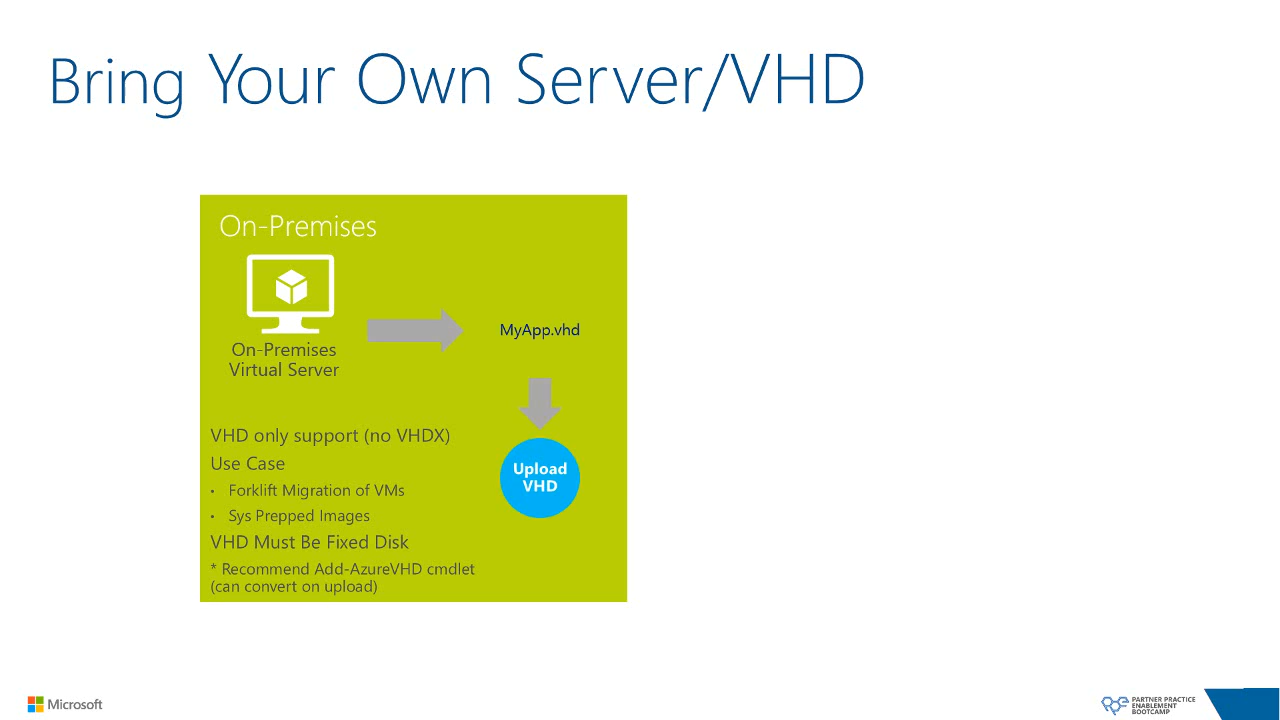 Bring Your Own Server/VHD
On-Premises
On-Premises
Virtual Server
MyApp.vhd
VHD only support (no VHDX)
Use Case
• Forklift Migration of VMs
• Sys Prepped Images
VHD Must Be Fixed Disk
* Recommend Add-AzureVHD cmdlet
(can convert on upload)
Upload
VHD
Microsoft
PARTNER PRACTICE
ENABLEMENT
BOOTCAMP